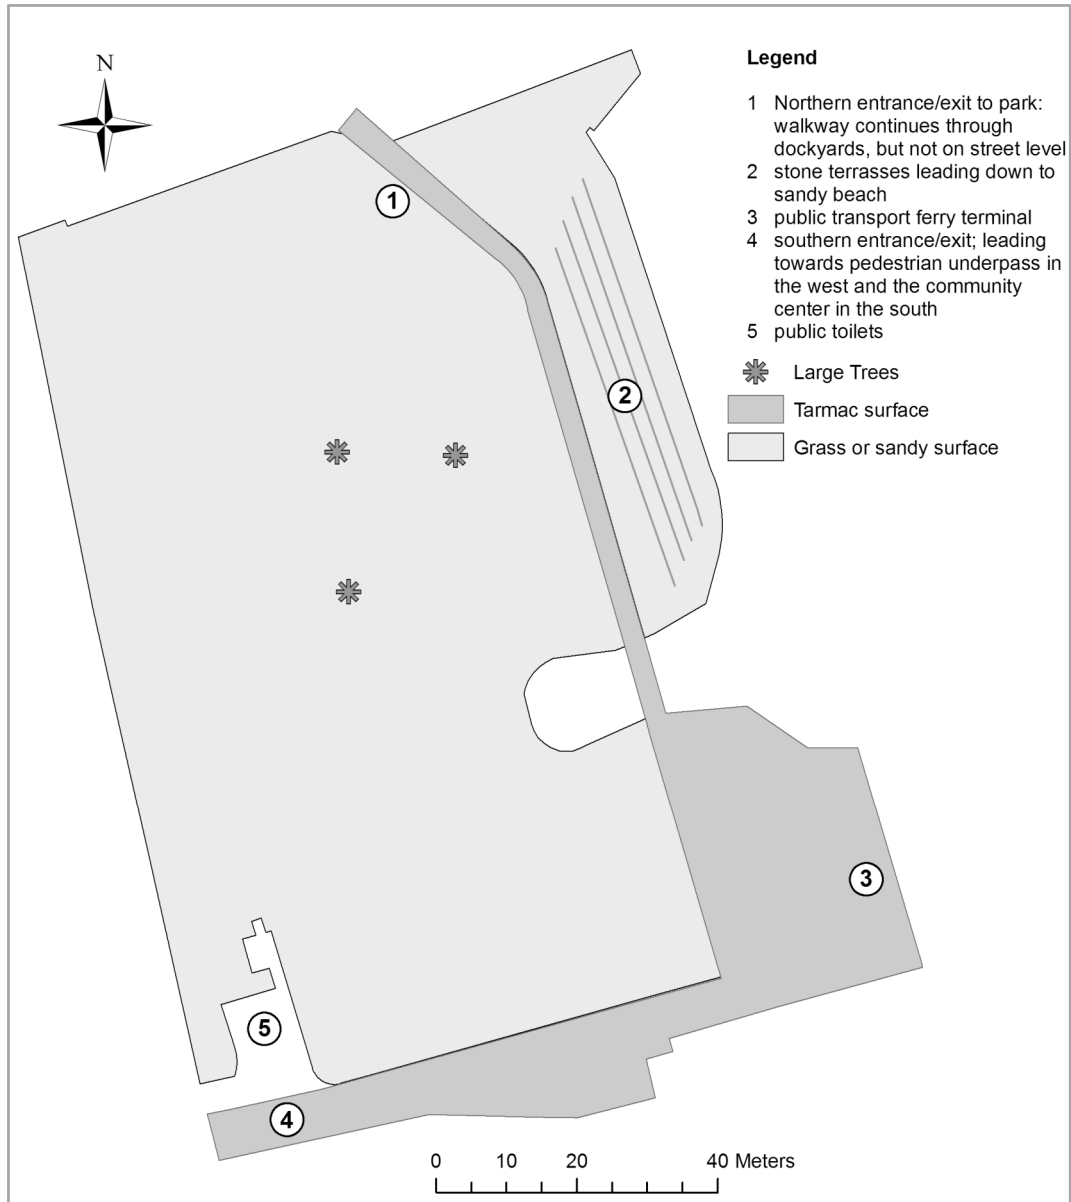 N
Legend
1 Northern entrance/exit to park:
walkway continues through
dockyards, but not on street level
2 stone terrasses leading down to
sandy beach
3 public transport ferry terminal
4 southern entrance/exit; leading
towards pedestrian underpass in
the west and the community
center in the south
5 public toilets
Large Trees
Tarmac surface
Grass or sandy surface
1
2
3
5
4
0 10 20 40 Meters